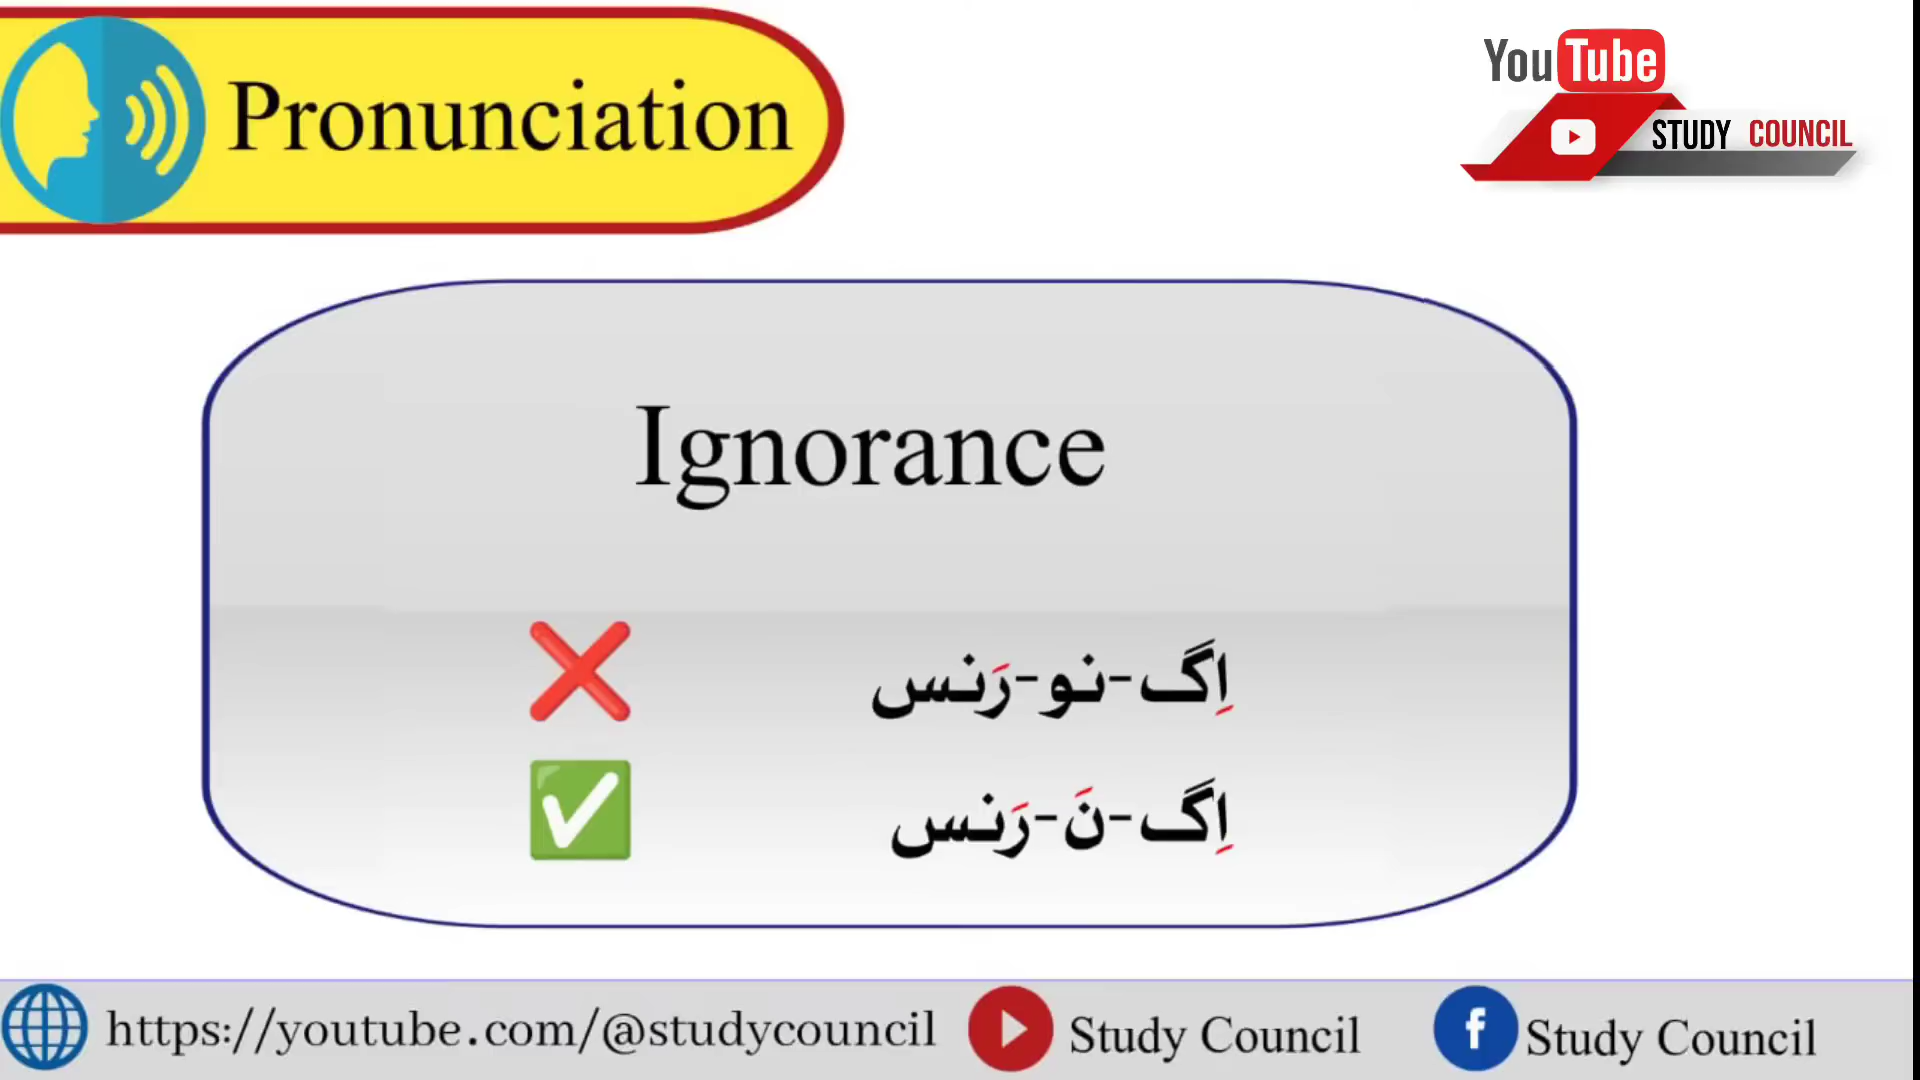 Pronunciation
YouTube
STUDY COUNCIL
Ignorance
اِگ-نو-رَنس
اِگ-نَ-رَنس
https://youtube.com/@studycouncil
Study Council
Study Council